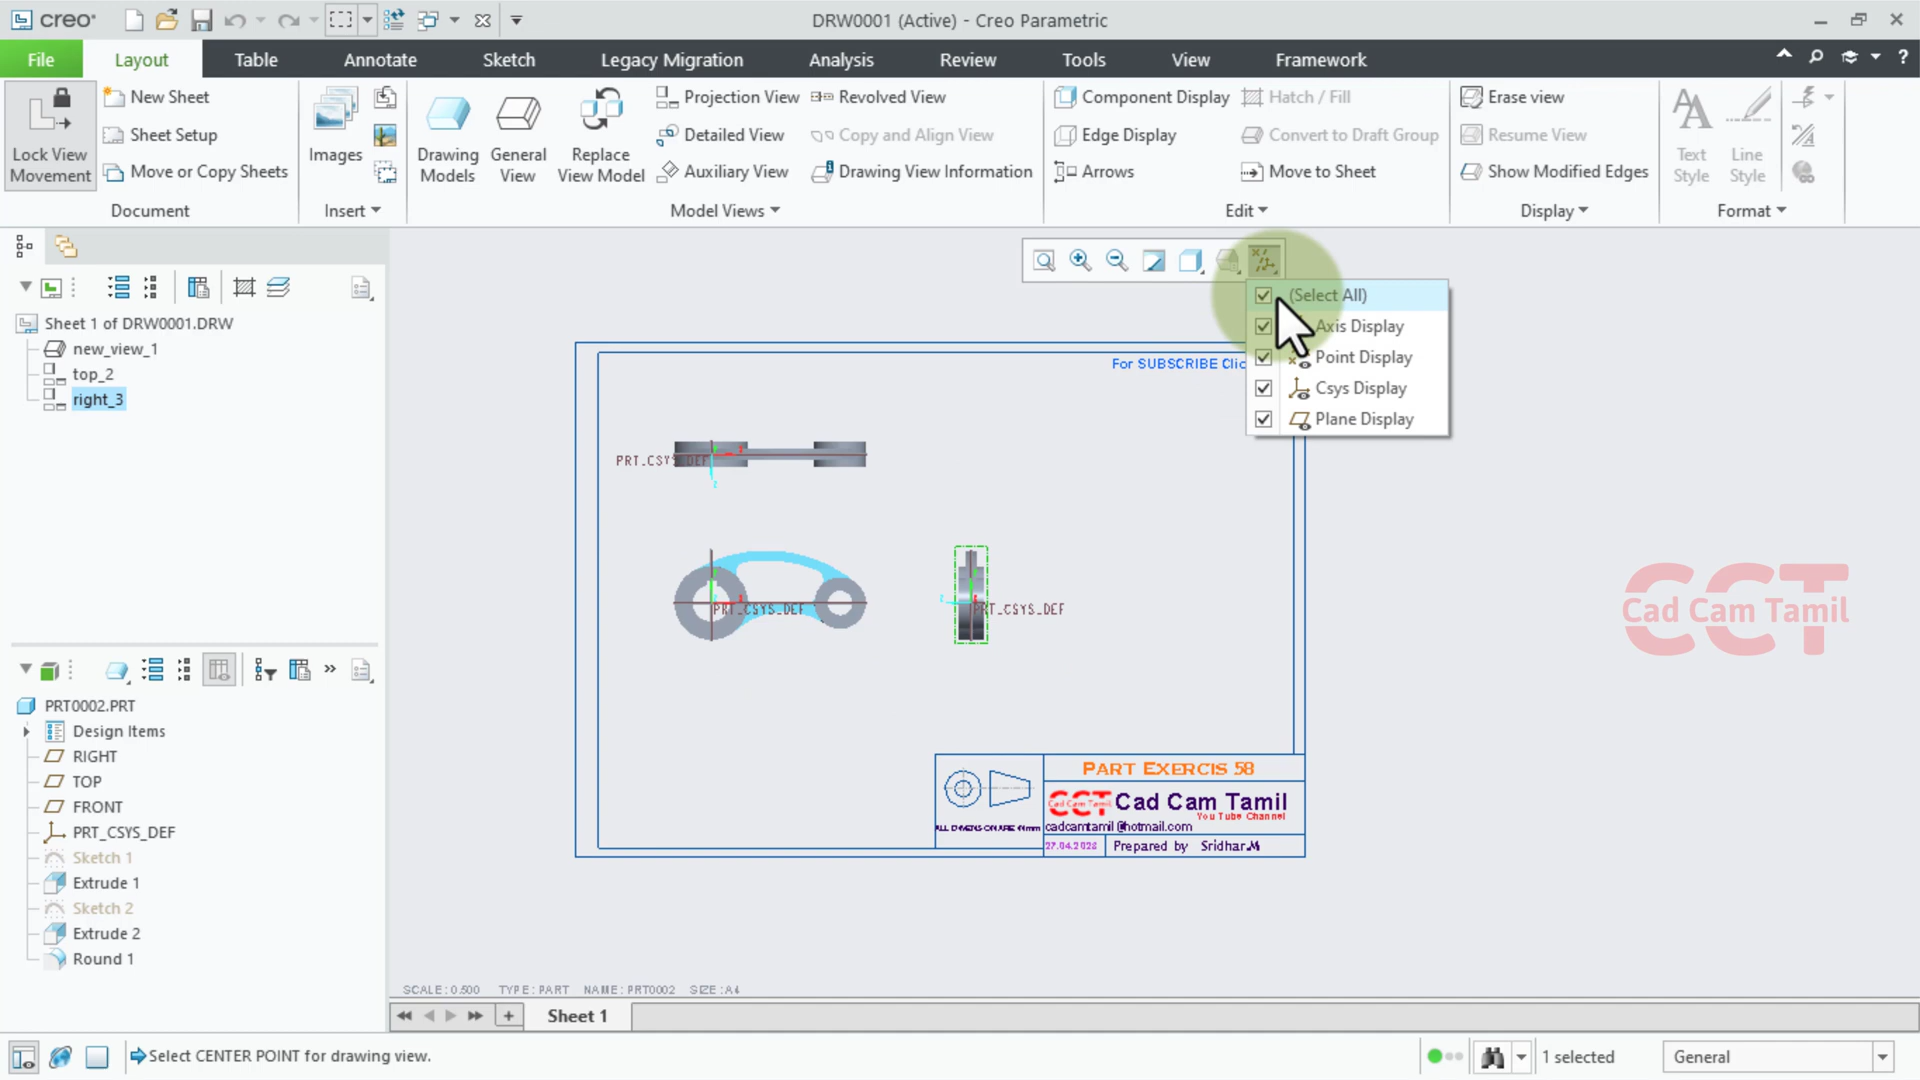 creo
DRW0001 (Active) - Creo Parametric
File
Layout
Table
Annotate
Sketch
Legacy Migration
Analysis
Review
Tools
View
Framework
Lock View Movement
New Sheet
Sheet Setup
Move or Copy Sheets
Document
Images
Insert
Drawing Models
General View
Replace View Model
Projection View
Detailed View
Auxiliary View
Revolved View
Copy and Align View
Drawing View Information
Model Views
Component Display
Edge Display
Arrows
Hatch / Fill
Convert to Draft Group
Move to Sheet
Edit
Erase view
Resume View
Show Modified Edges
Display
Text Style
Line Style
Format
(Select All)
Axis Display
Point Display
Csys Display
Plane Display
Sheet 1 of DRW0001.DRW
new_view_1
top_2
right_3
PRT0002.PRT
Design Items
RIGHT
TOP
FRONT
PRT_CSYS_DEF
Sketch 1
Extrude 1
Sketch 2
Extrude 2
Round 1
For SUBSCRIBE Clic
PRT_CSYS_DEF
PRT_CSYS_DEF
PRT_CSYS_DEF
CCT
Cad Cam Tamil
PART EXERCIS 58
CCT
Cad Cam Tamil
Cad Cam Tamil
You Tube Channel
cadcamtamil@hotmail.com
27.04.2026
Prepared by Sridhar.M
SCALE:0.500 TYPE:PART NAME:PRT0002 SIZE:A4
Sheet 1
Select CENTER POINT for drawing view.
1 selected
General